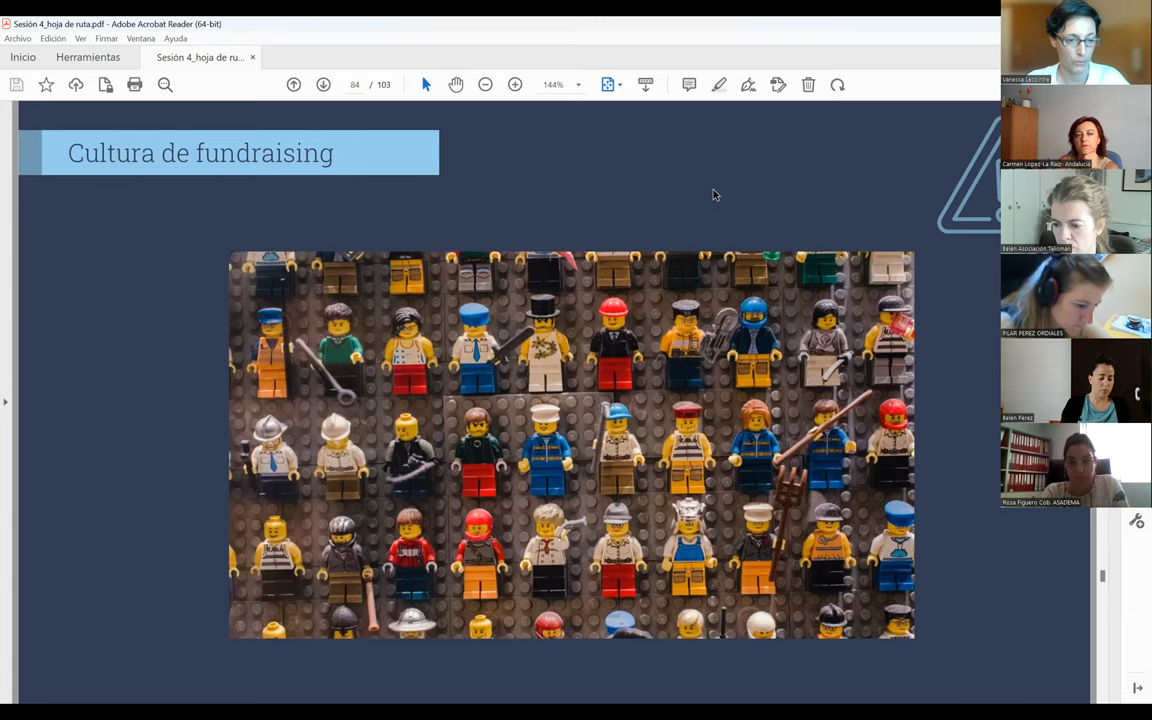 Sesión 4_hoja de ruta.pdf - Adobe Acrobat Reader (64-bit)
Archivo Edición Ver Firmar Ventana Ayuda
Inicio Herramientas Sesión 4_hoja de ru... ×
84 / 103 144%
Cultura de fundraising
Vanessa Lecointre
Carmen Lopez-La Raíz- Andalucía
Belén Asociación Talismán
PILAR PEREZ ORDIALES
Belen Perez
Rosa Figuero Cob. ASADEMA